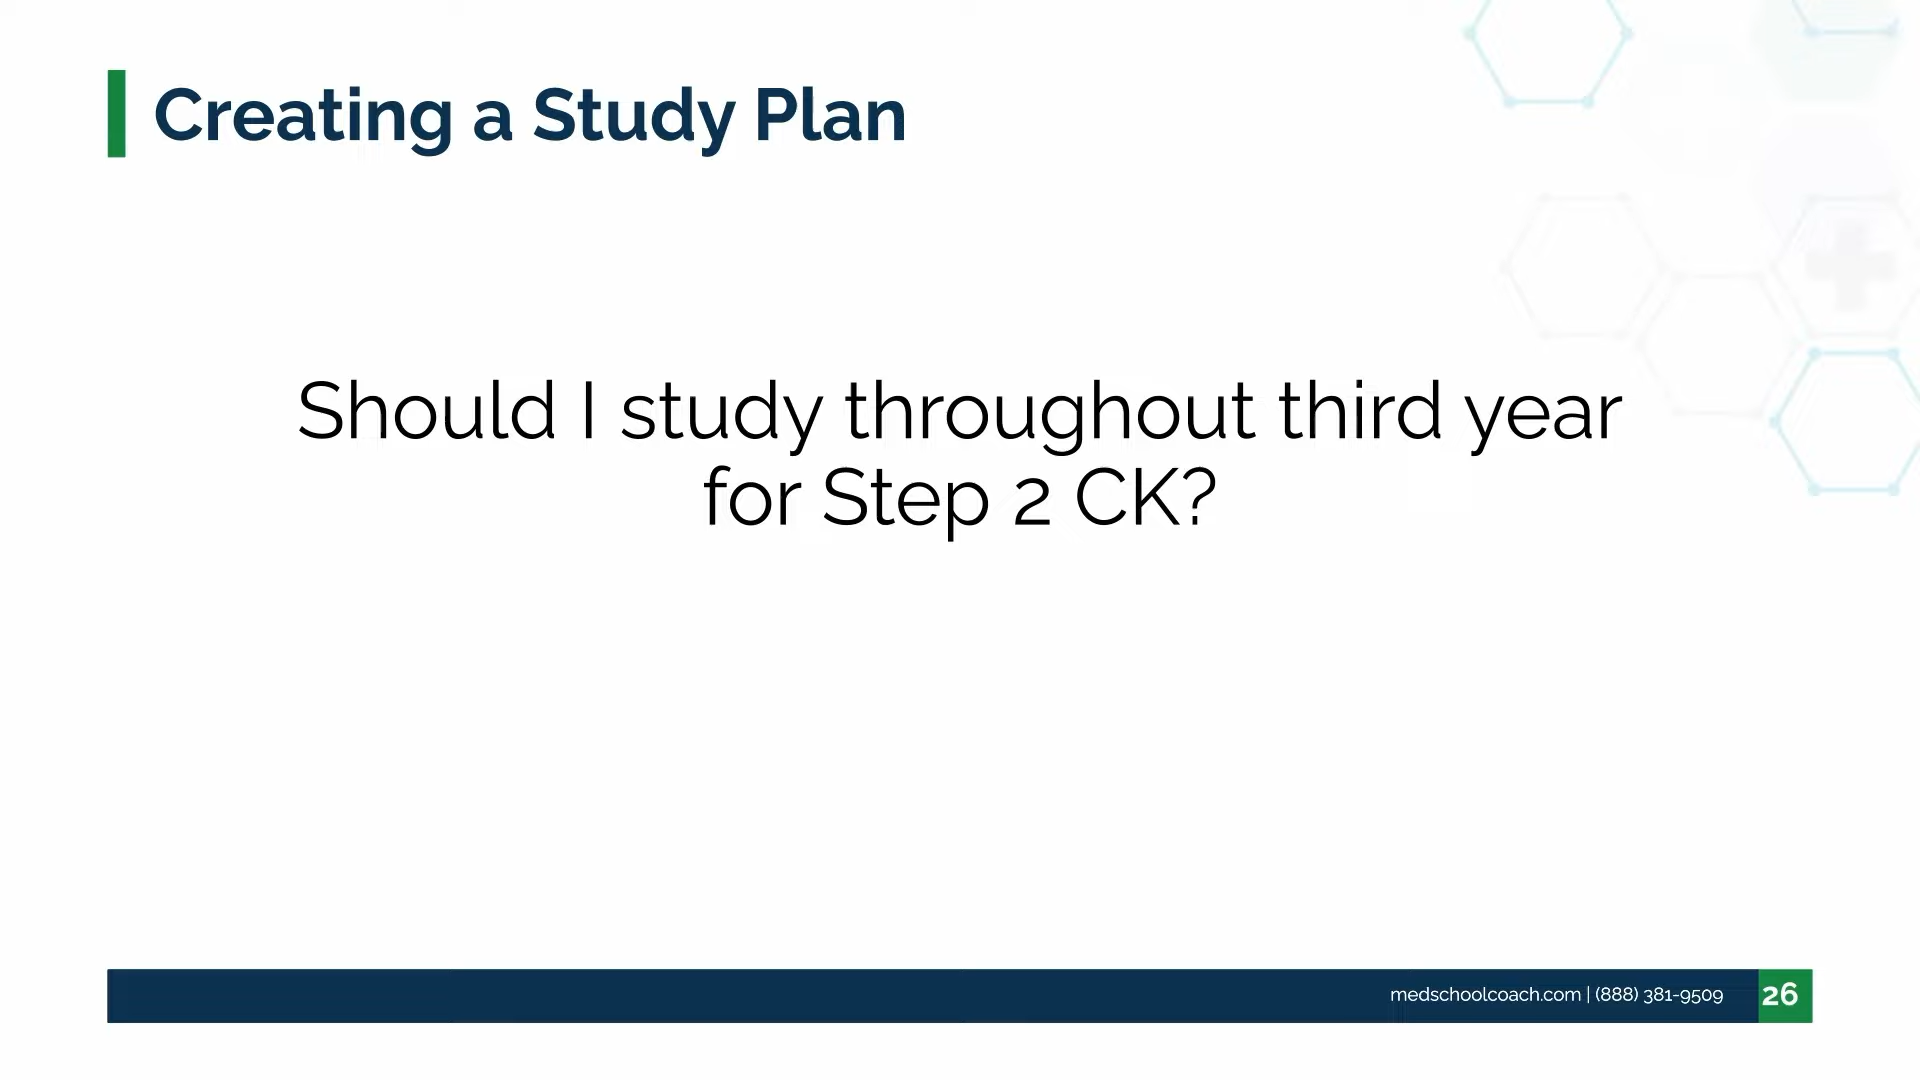 Creating a Study Plan
Should I study throughout third year
for Step 2 CK?
medschoolcoach.com | (888) 381-9509
26